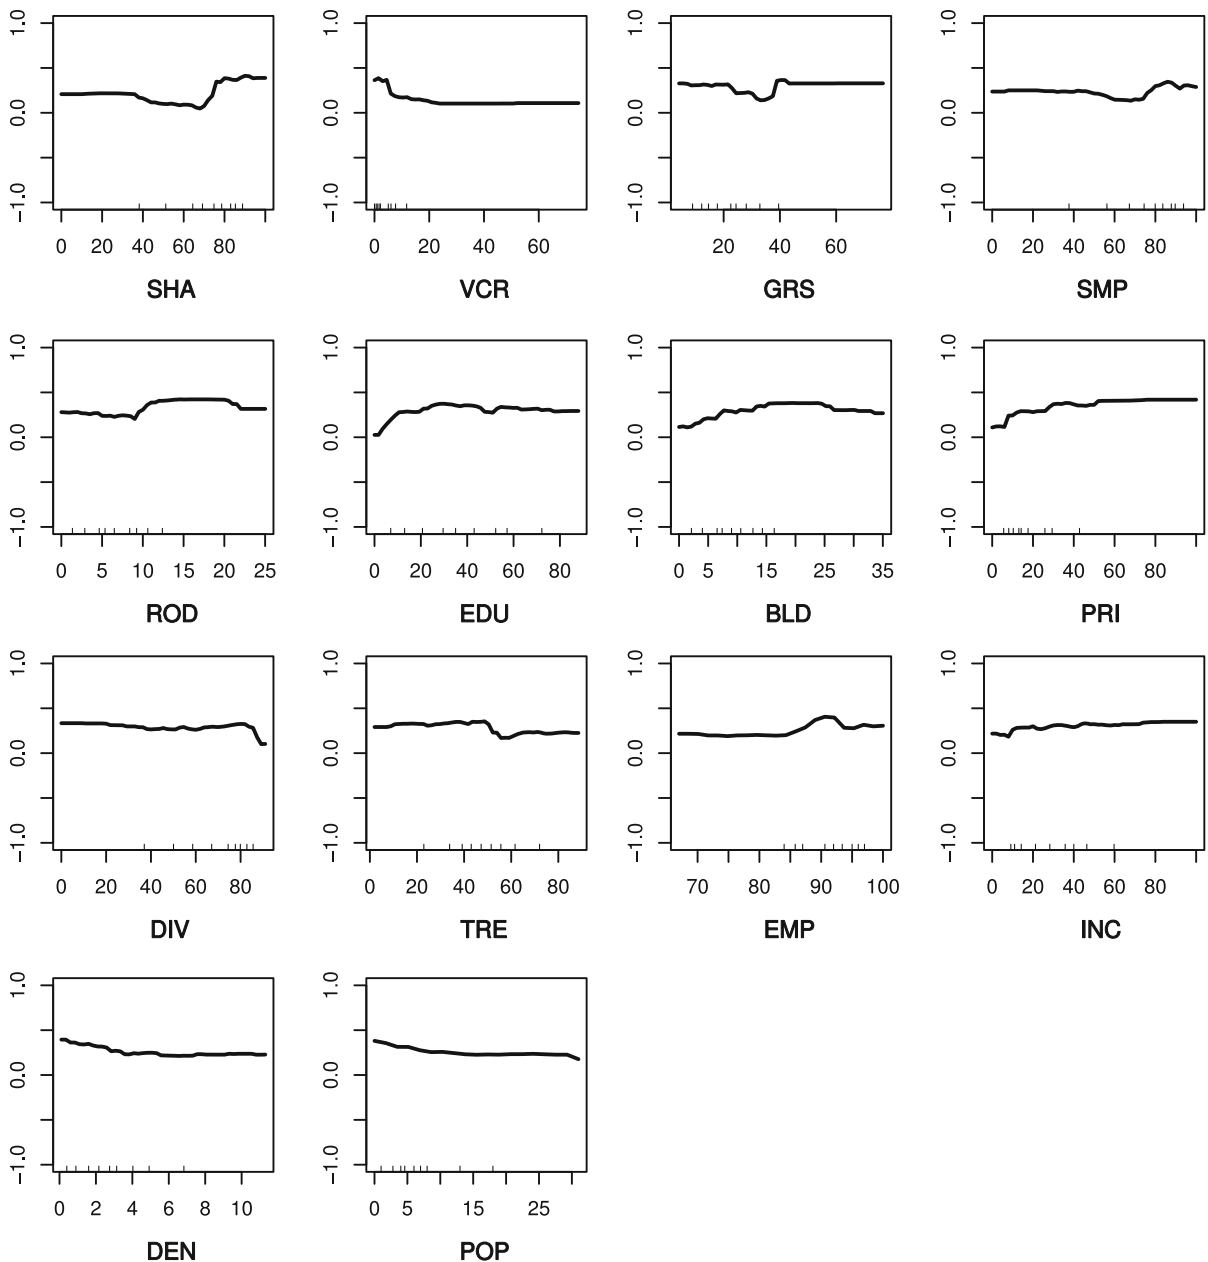 1.0 0.0 −1.0 0 20 40 60 80 SHA
1.0 0.0 −1.0 0 20 40 60 VCR
1.0 0.0 −1.0 20 40 60 GRS
1.0 0.0 −1.0 0 20 40 60 80 SMP
1.0 0.0 −1.0 0 5 10 15 20 25 ROD
1.0 0.0 −1.0 0 20 40 60 80 EDU
1.0 0.0 −1.0 0 5 15 25 35 BLD
1.0 0.0 −1.0 0 20 40 60 80 PRI
1.0 0.0 −1.0 0 20 40 60 80 DIV
1.0 0.0 −1.0 0 20 40 60 80 TRE
1.0 0.0 −1.0 70 80 90 100 EMP
1.0 0.0 −1.0 0 20 40 60 80 INC
1.0 0.0 −1.0 0 2 4 6 8 10 DEN
1.0 0.0 −1.0 0 5 15 25 POP